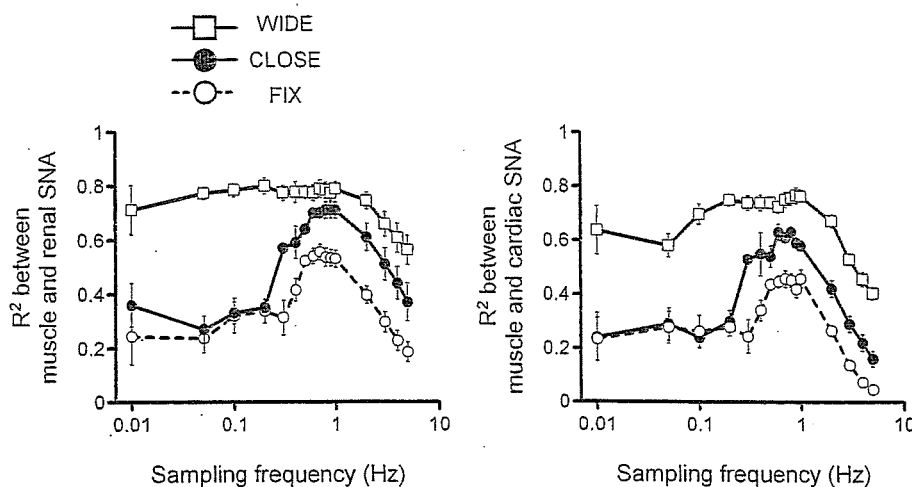 WIDE
CLOSE
FIX
R² between
muscle and renal SNA
1
0.8
0.6
0.4
0.2
0
0.01 0.1 1 10
Sampling frequency (Hz)
R² between
muscle and cardiac SNA
1
0.8
0.6
0.4
0.2
0
0.01 0.1 1 10
Sampling frequency (Hz)